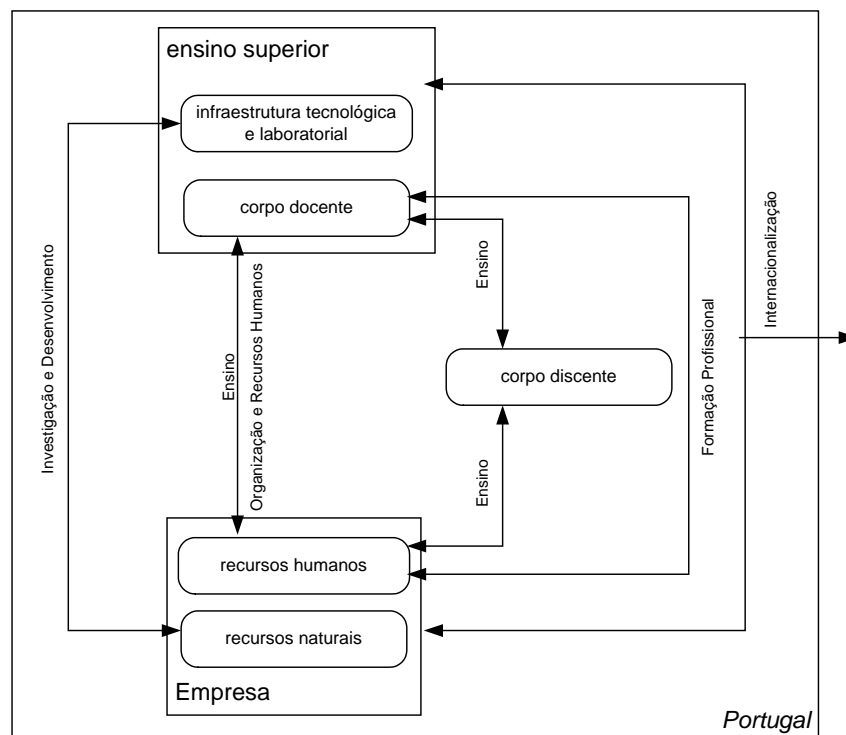 ensino superior
infraestrutura tecnológica
e laboratorial
corpo docente
Ensino
Internacionalização
Investigação e Desenvolvimento
Ensino
Organização e Recursos Humanos
corpo discente
Formação Profissional
Ensino
recursos humanos
recursos naturais
Empresa
Portugal